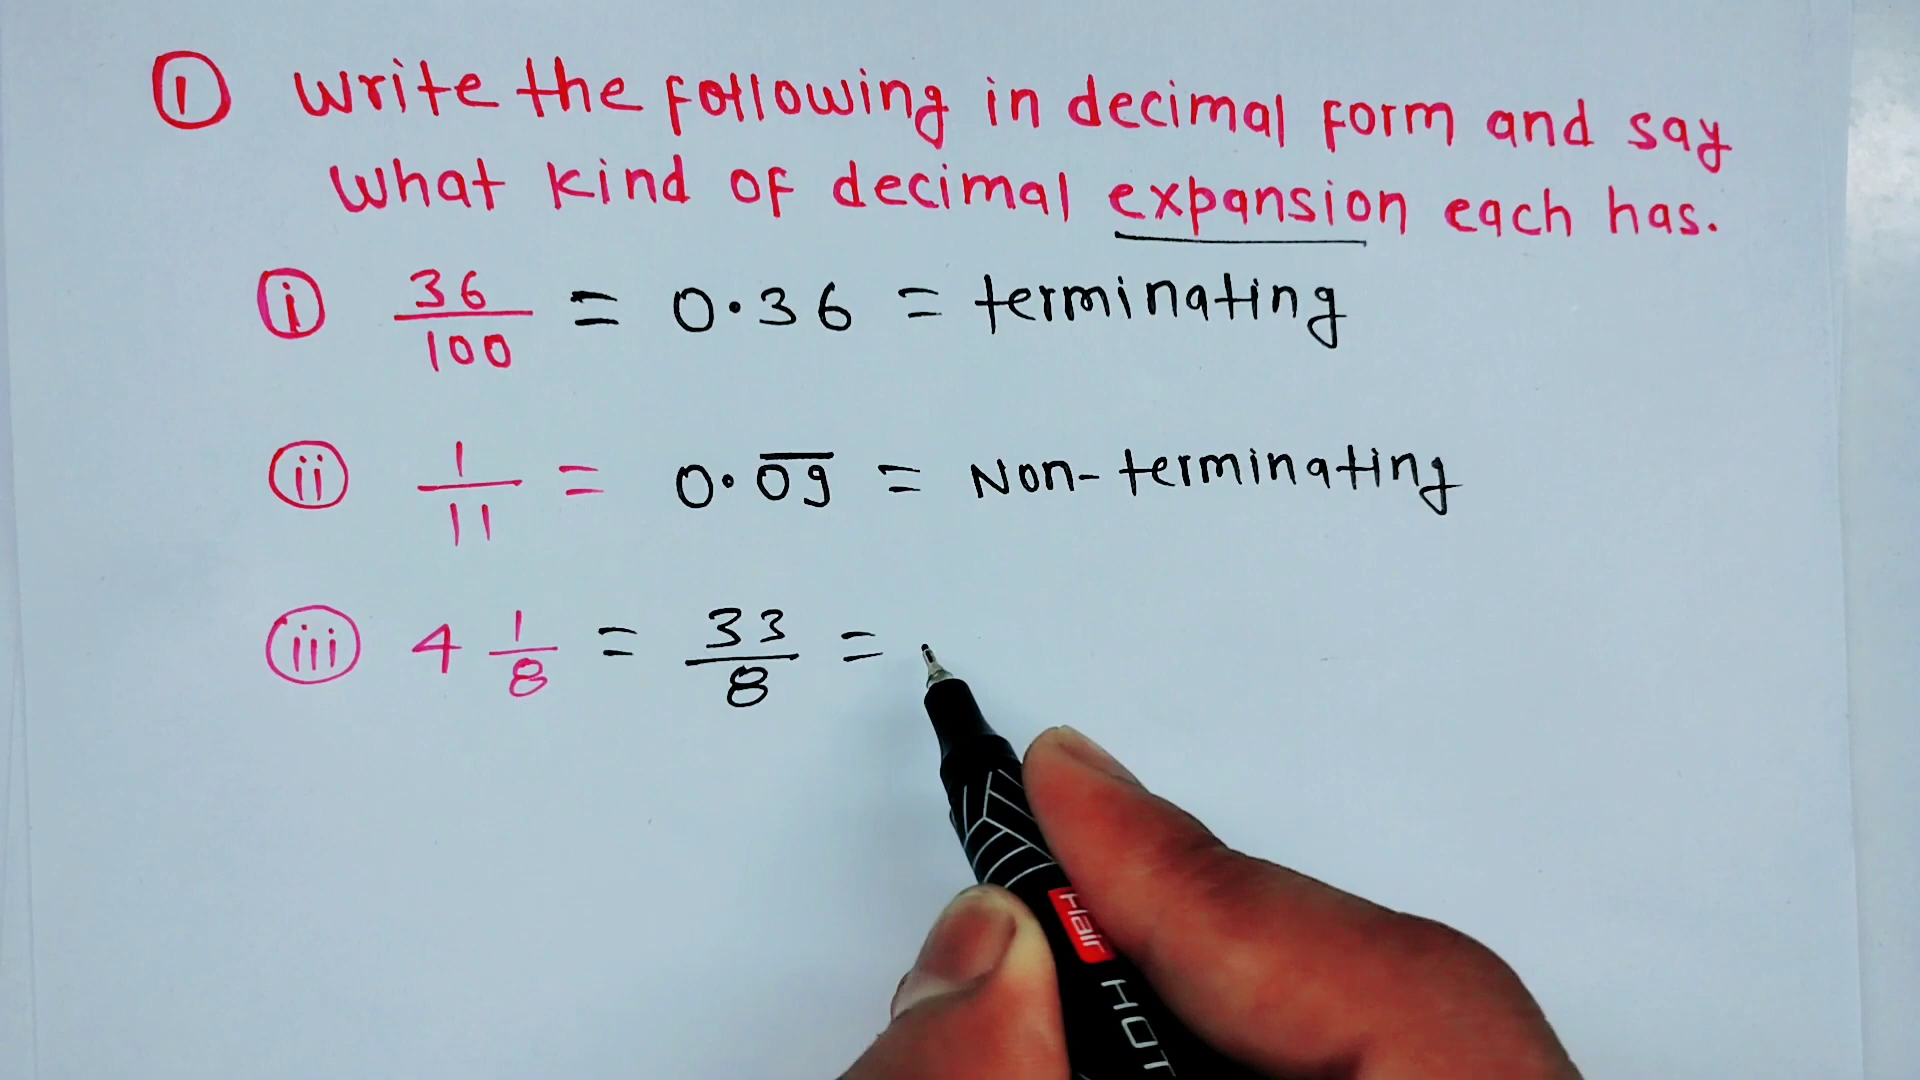 ① Write the following in decimal form and say
what kind of decimal expansion each has.
ⓘ 36/100 = 0.36 = terminating
ⅱ 1/11 = 0.0̅9̅ = Non-terminating
ⅲ 4 1/8 = 33/8 =
Hair
HOT